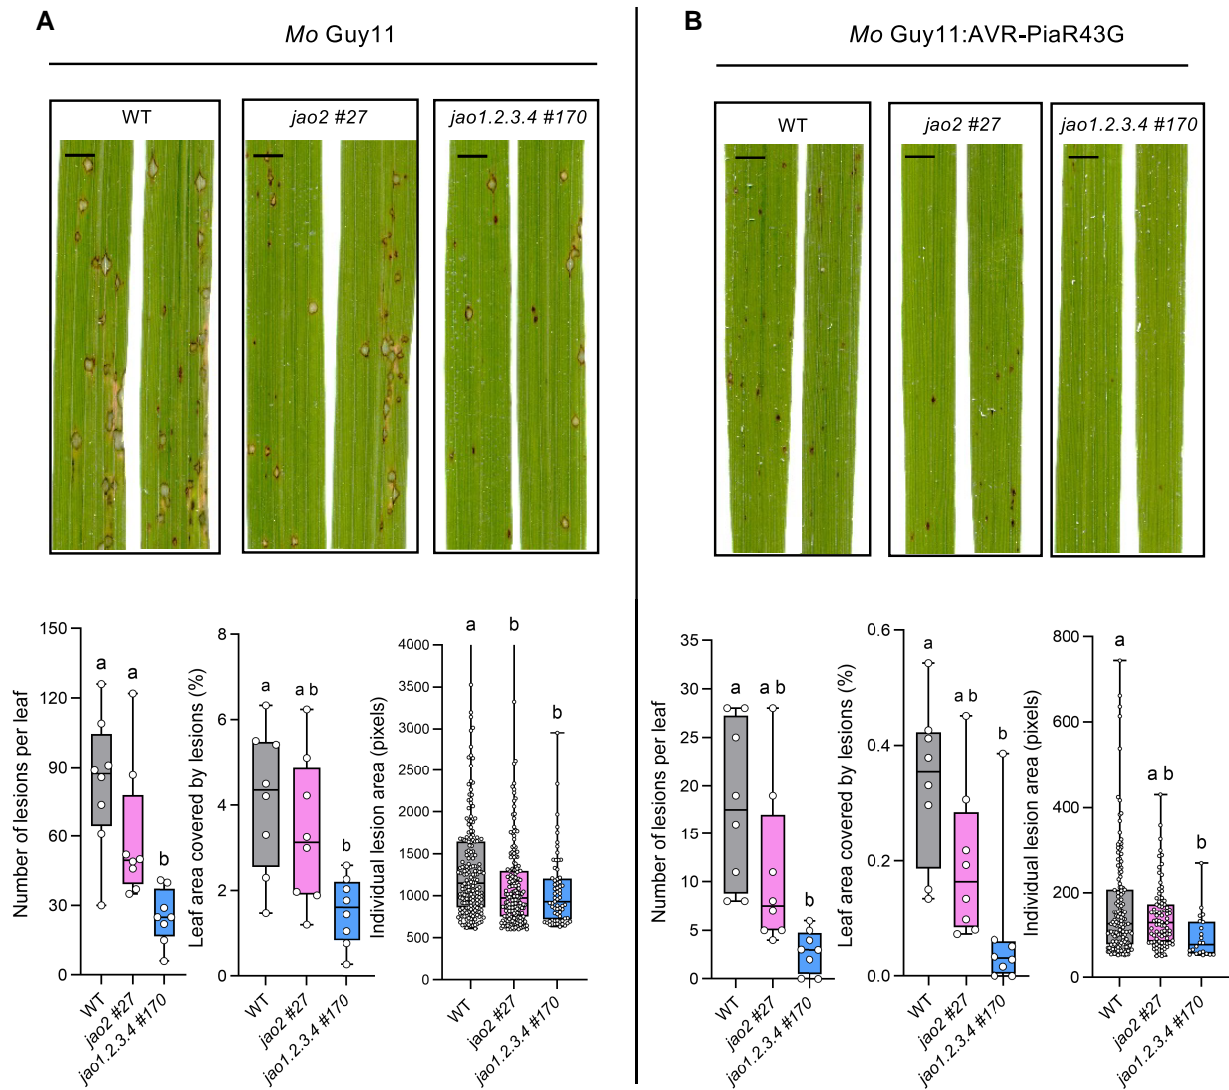 A
Mo Guy11
WT
jao2 #27
jao1.2.3.4 #170
B
Mo Guy11:AVR-PiaR43G
WT
jao2 #27
jao1.2.3.4 #170
Number of lesions per leaf
150
120
90
60
30
0
a
a
b
WT
jao2 #27
jao1.2.3.4 #170
Leaf area covered by lesions (%)
8
6
4
2
0
a
a b
b
WT
jao2 #27
jao1.2.3.4 #170
Individual lesion area (pixels)
4000
3500
3000
2500
2000
1500
1000
500
0
a
b
b
WT
jao2 #27
jao1.2.3.4 #170
Number of lesions per leaf
35
30
25
20
15
10
5
0
a
a b
b
WT
jao2 #27
jao1.2.3.4 #170
Leaf area covered by lesions (%)
0.6
0.4
0.2
0.0
a
a b
b
WT
jao2 #27
jao1.2.3.4 #170
Individual lesion area (pixels)
800
600
400
200
0
a
a b
b
WT
jao2 #27
jao1.2.3.4 #170